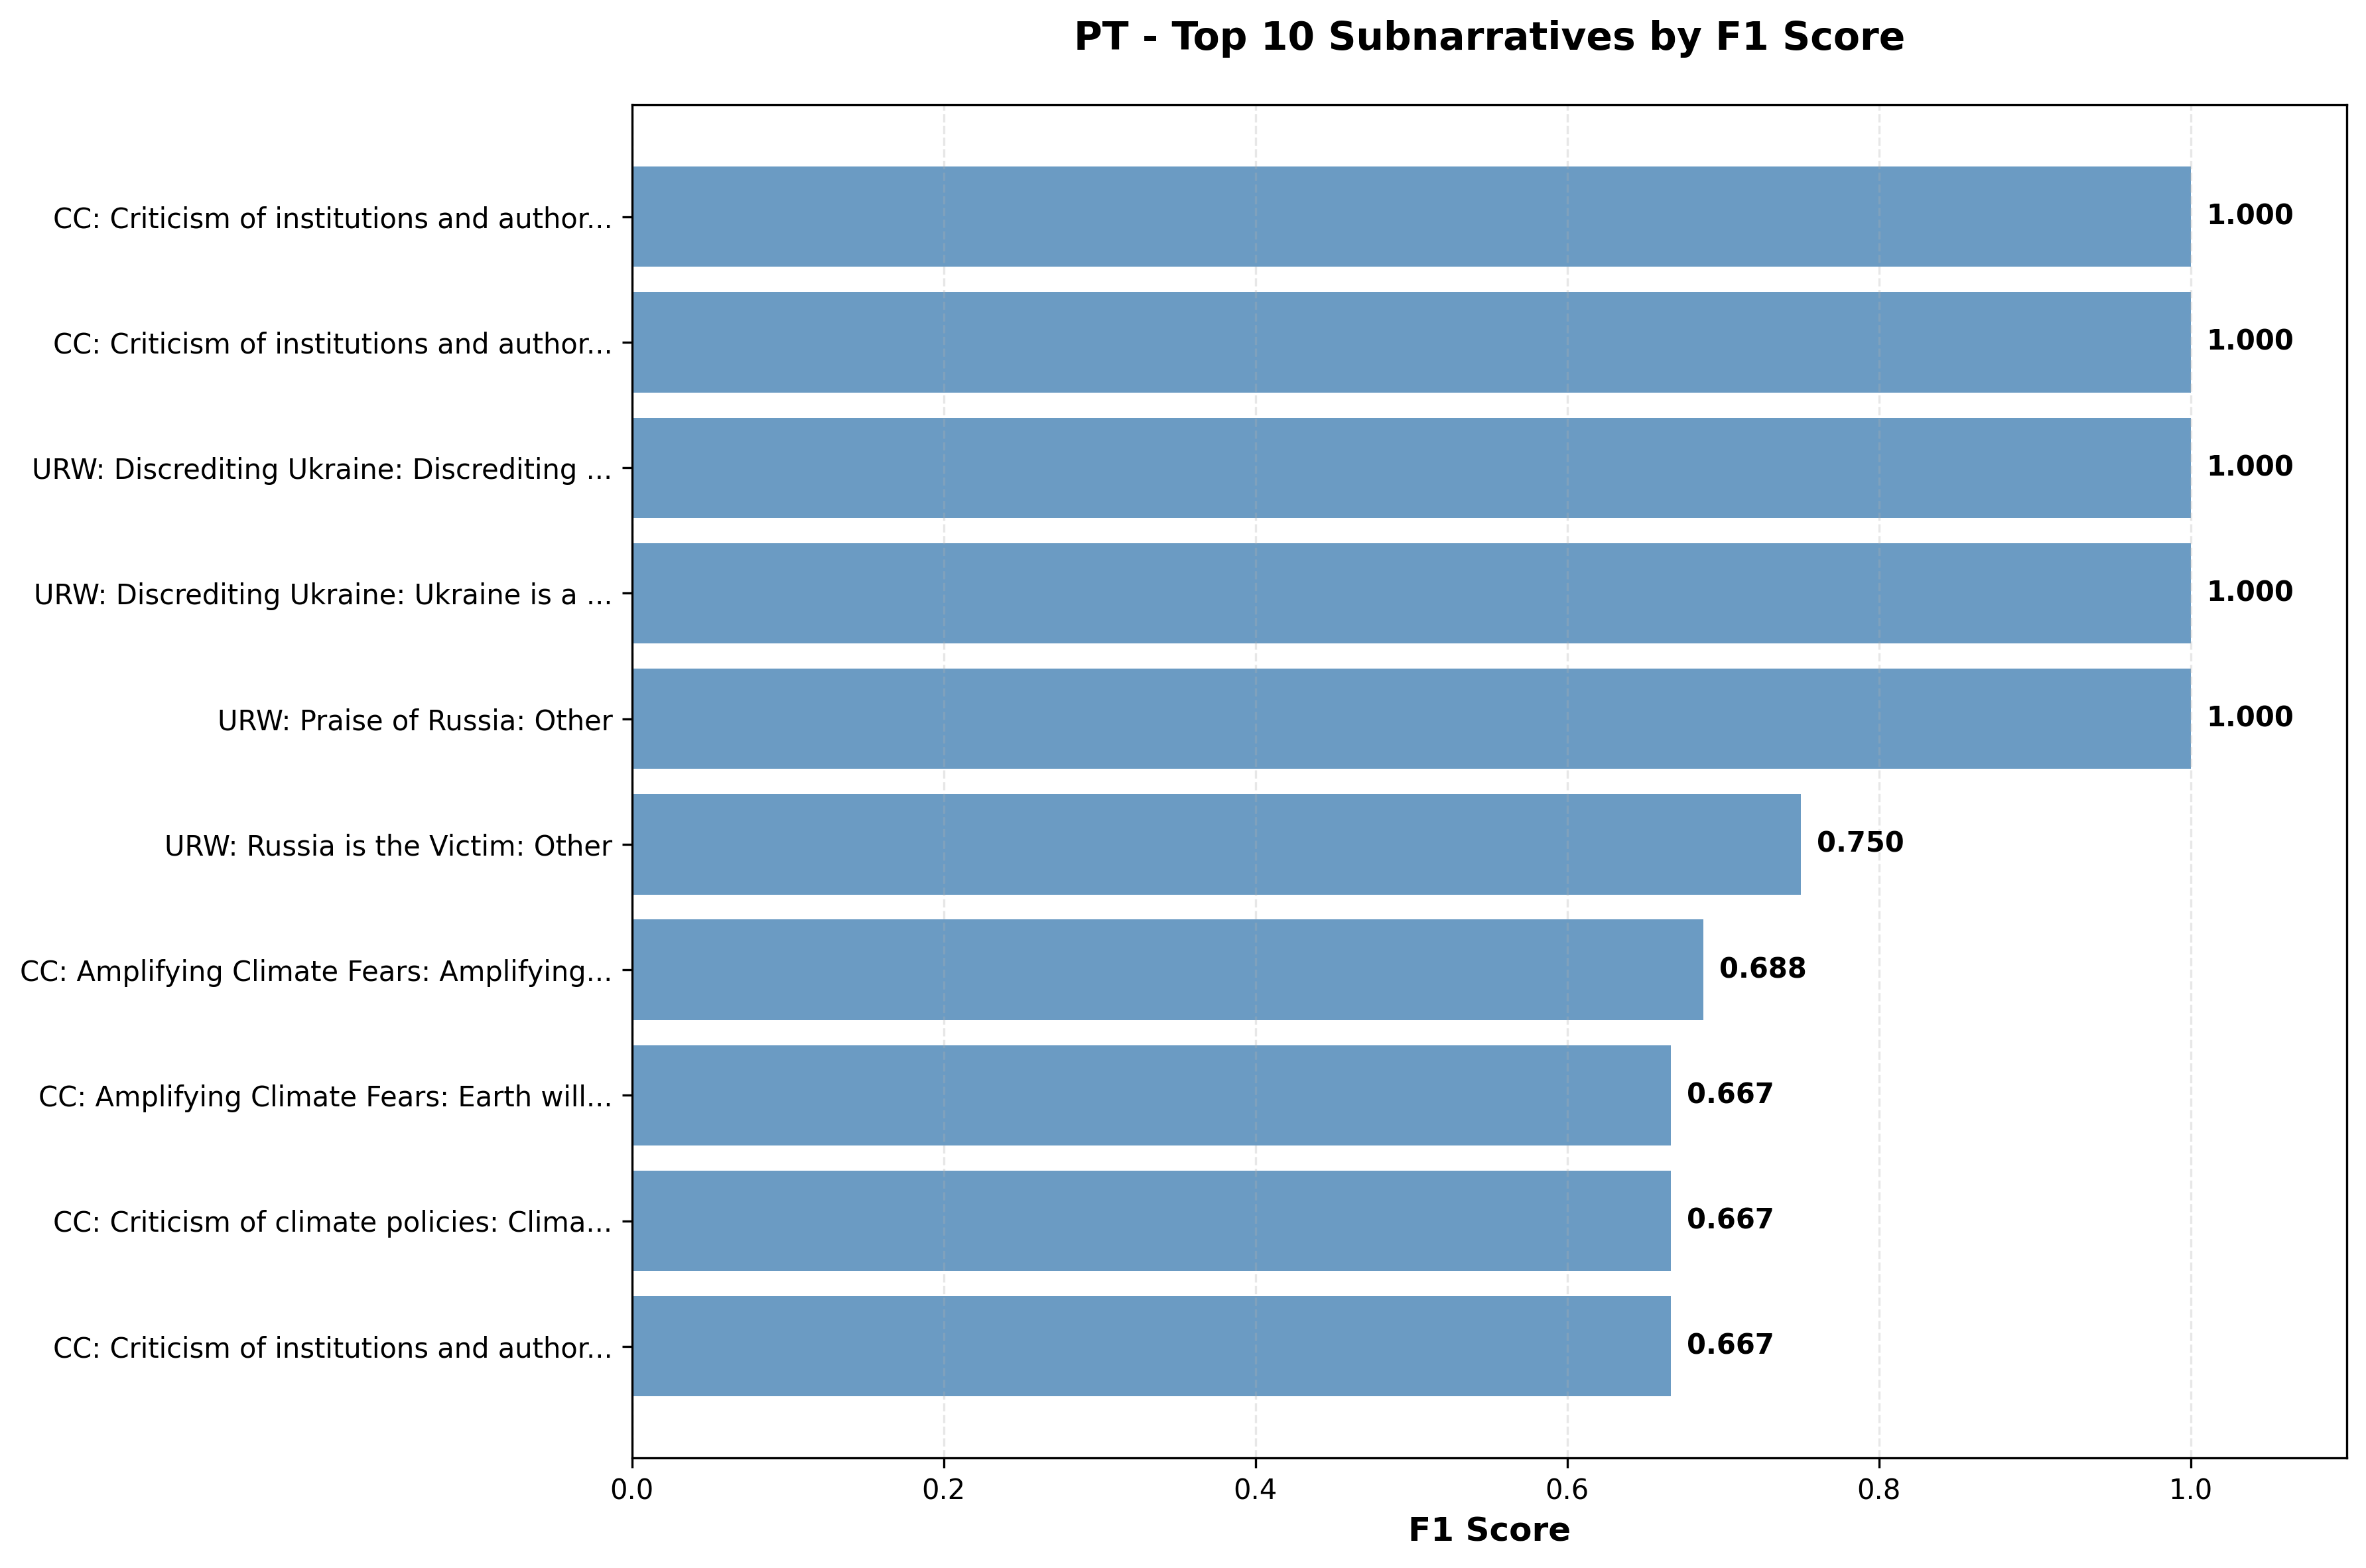 PT - Top 10 Subnarratives by F1 Score
CC: Criticism of institutions and author... 1.000
CC: Criticism of institutions and author... 1.000
URW: Discrediting Ukraine: Discrediting ... 1.000
URW: Discrediting Ukraine: Ukraine is a ... 1.000
URW: Praise of Russia: Other 1.000
URW: Russia is the Victim: Other 0.750
CC: Amplifying Climate Fears: Amplifying... 0.688
CC: Amplifying Climate Fears: Earth will... 0.667
CC: Criticism of climate policies: Clima... 0.667
CC: Criticism of institutions and author... 0.667
0.0 0.2 0.4 0.6 0.8 1.0
F1 Score